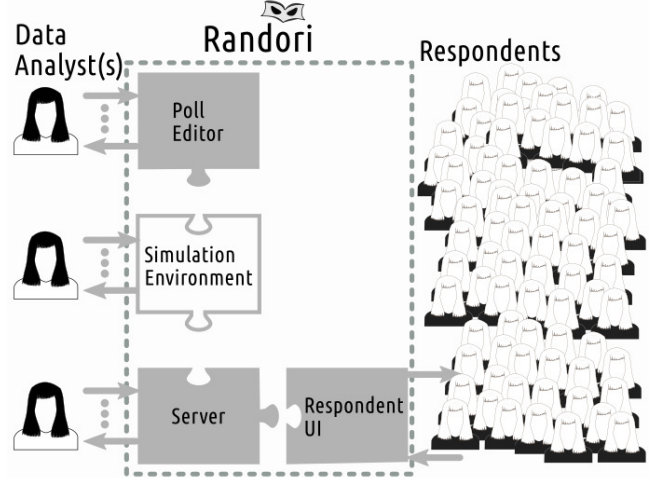 Data
Analyst(s)
Randori
Respondents
Poll
Editor
Simulation
Environment
Server
Respondent
UI